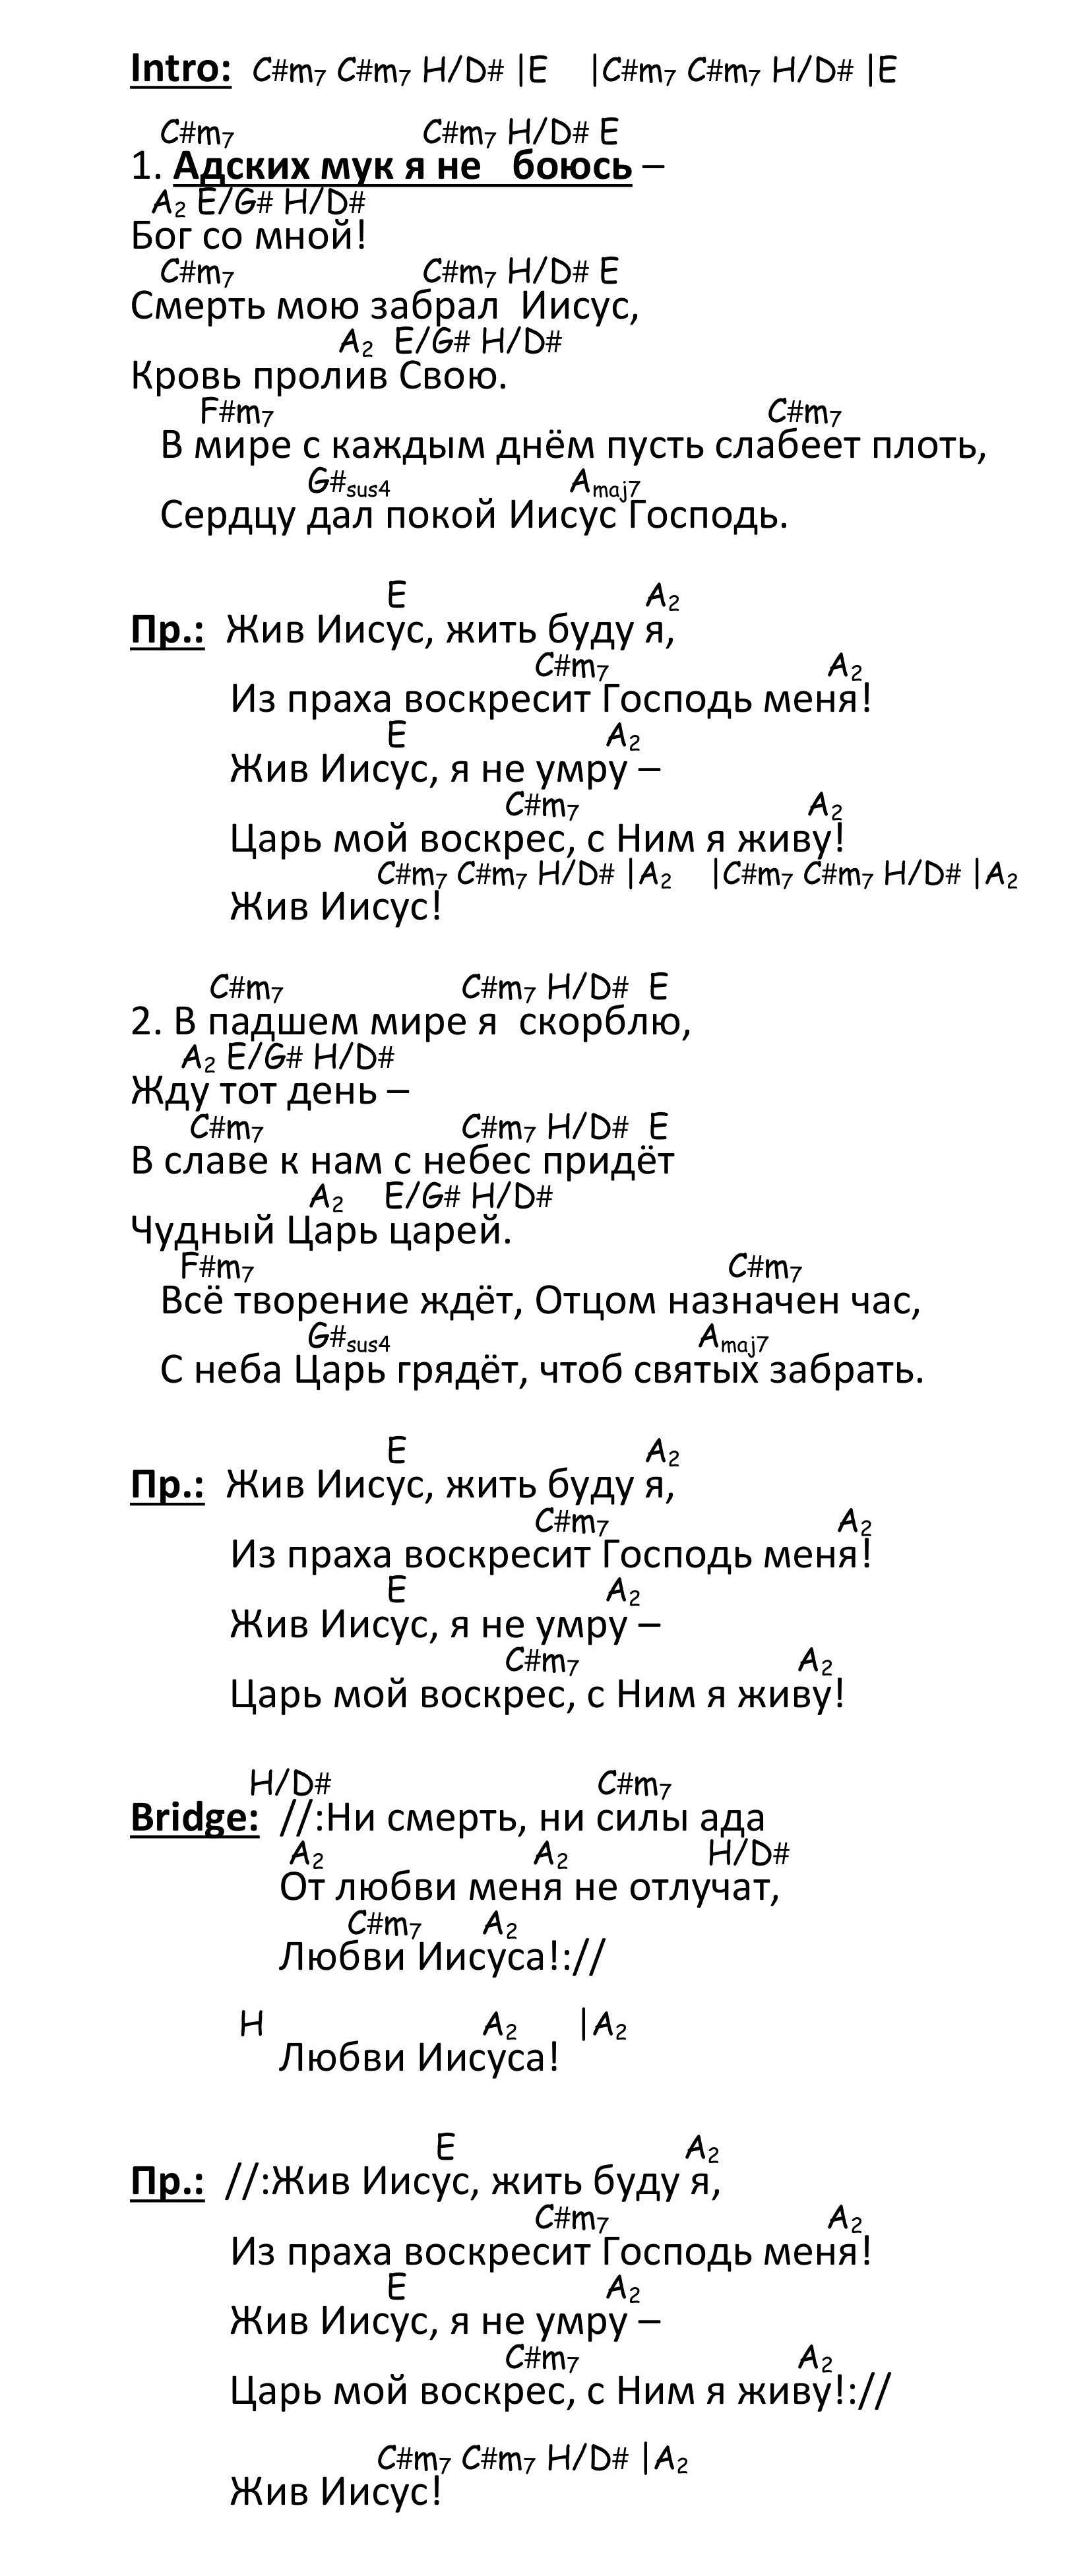 Intro: C#m7 C#m7 H/D# |E |C#m7 C#m7 H/D# |E
C#m7 C#m7 H/D# E
1. Адских мук я не боюсь –
A2 E/G# H/D#
Бог со мной!
C#m7 C#m7 H/D# E
Смерть мою забрал Иисус,
A2 E/G# H/D#
Кровь пролив Свою.
F#m7 C#m7
В мире с каждым днём пусть слабеет плоть,
G#sus4 Amaj7
Сердцу дал покой Иисус Господь.
E A2
Пр.: Жив Иисус, жить буду я,
C#m7 A2
Из праха воскресит Господь меня!
E A2
Жив Иисус, я не умру –
C#m7 A2
Царь мой воскрес, с Ним я живу!
C#m7 C#m7 H/D# |A2 |C#m7 C#m7 H/D# |A2
Жив Иисус!
C#m7 C#m7 H/D# E
2. В падшем мире я скорблю,
A2 E/G# H/D#
Жду тот день –
C#m7 C#m7 H/D# E
В славе к нам с небес придёт
A2 E/G# H/D#
Чудный Царь царей.
F#m7 C#m7
Всё творение ждёт, Отцом назначен час,
G#sus4 Amaj7
С неба Царь грядёт, чтоб святых забрать.
E A2
Пр.: Жив Иисус, жить буду я,
C#m7 A2
Из праха воскресит Господь меня!
E A2
Жив Иисус, я не умру –
C#m7 A2
Царь мой воскрес, с Ним я живу!
H/D# C#m7
Bridge: //:Ни смерть, ни силы ада
A2 A2 H/D#
От любви меня не отлучат,
C#m7 A2
Любви Иисуса!://
H A2 |A2
Любви Иисуса!
E A2
Пр.: //:Жив Иисус, жить буду я,
C#m7 A2
Из праха воскресит Господь меня!
E A2
Жив Иисус, я не умру –
C#m7 A2
Царь мой воскрес, с Ним я живу!://
C#m7 C#m7 H/D# |A2
Жив Иисус!